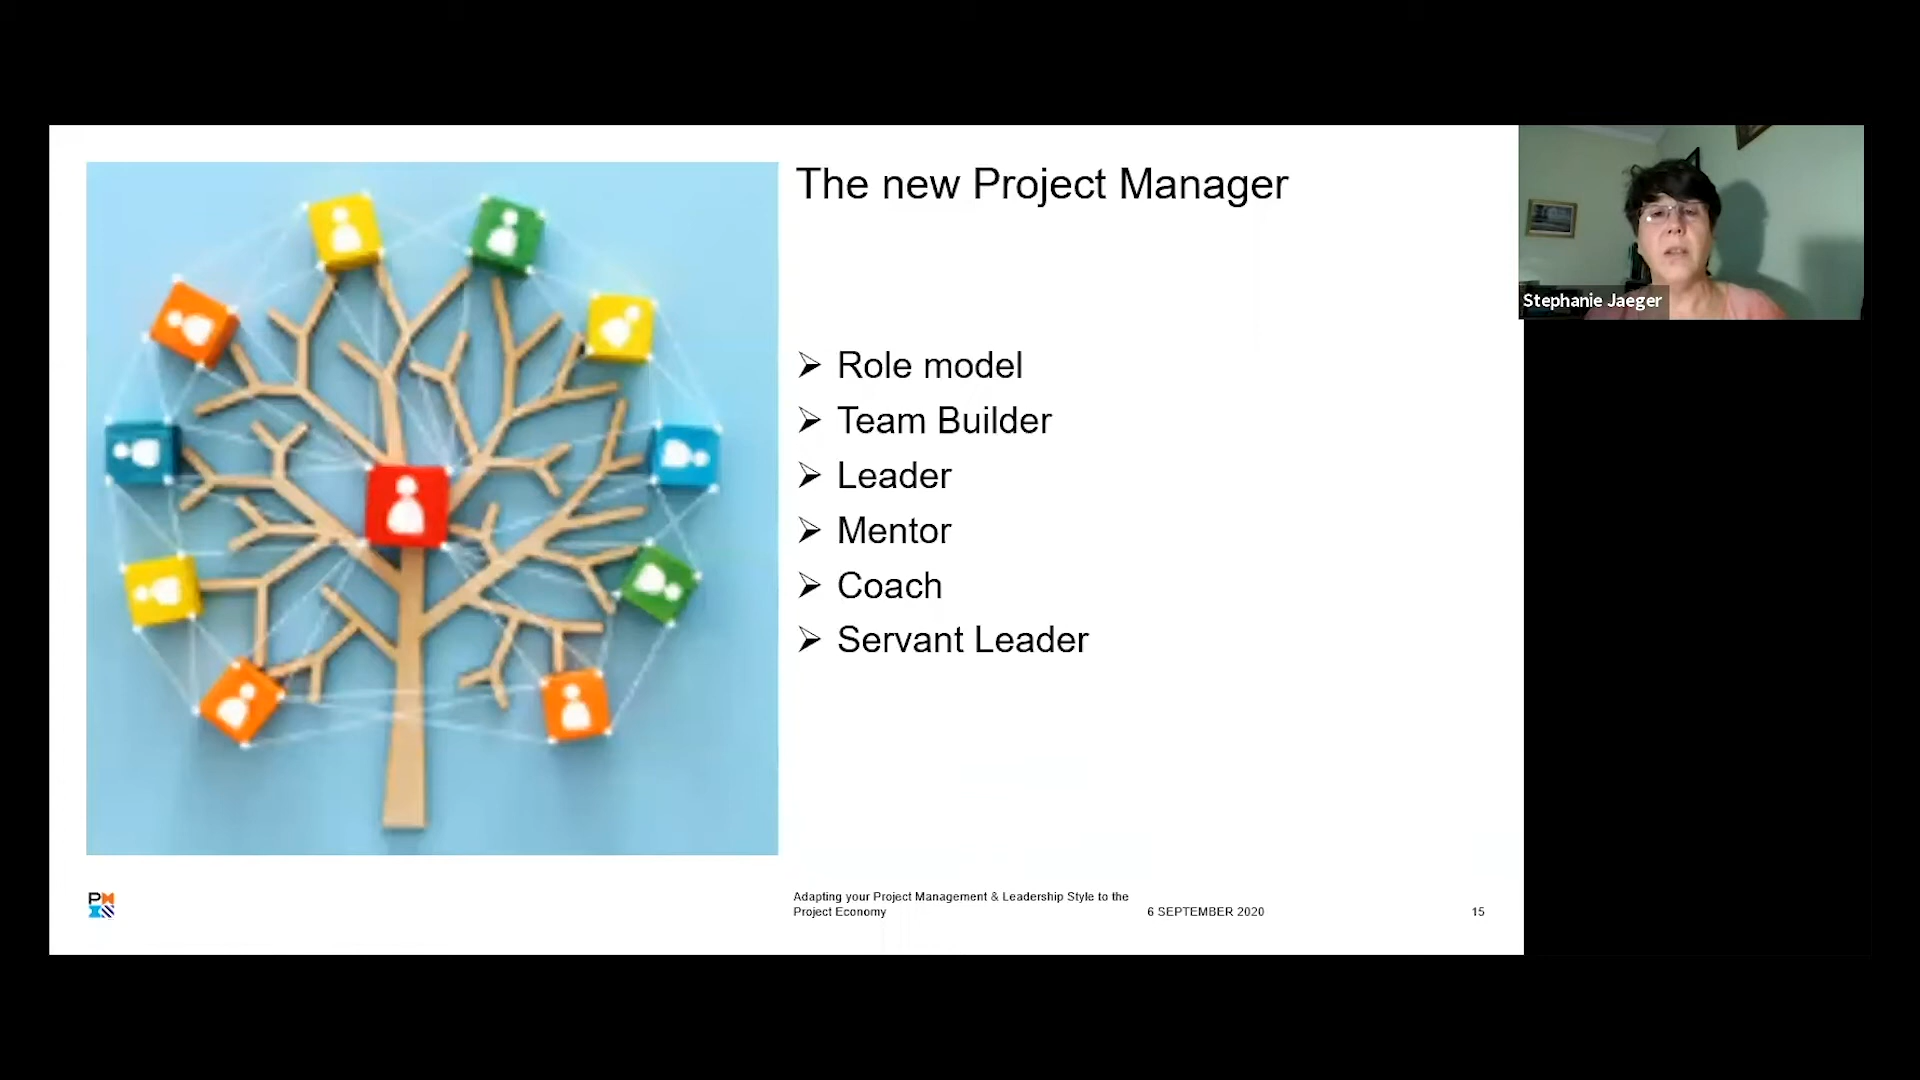 The new Project Manager
Stephanie Jaeger
Role model
Team Builder
Leader
Mentor
Coach
Servant Leader
PM
Adapting your Project Management & Leadership Style to the
Project Economy
6 SEPTEMBER 2020
15